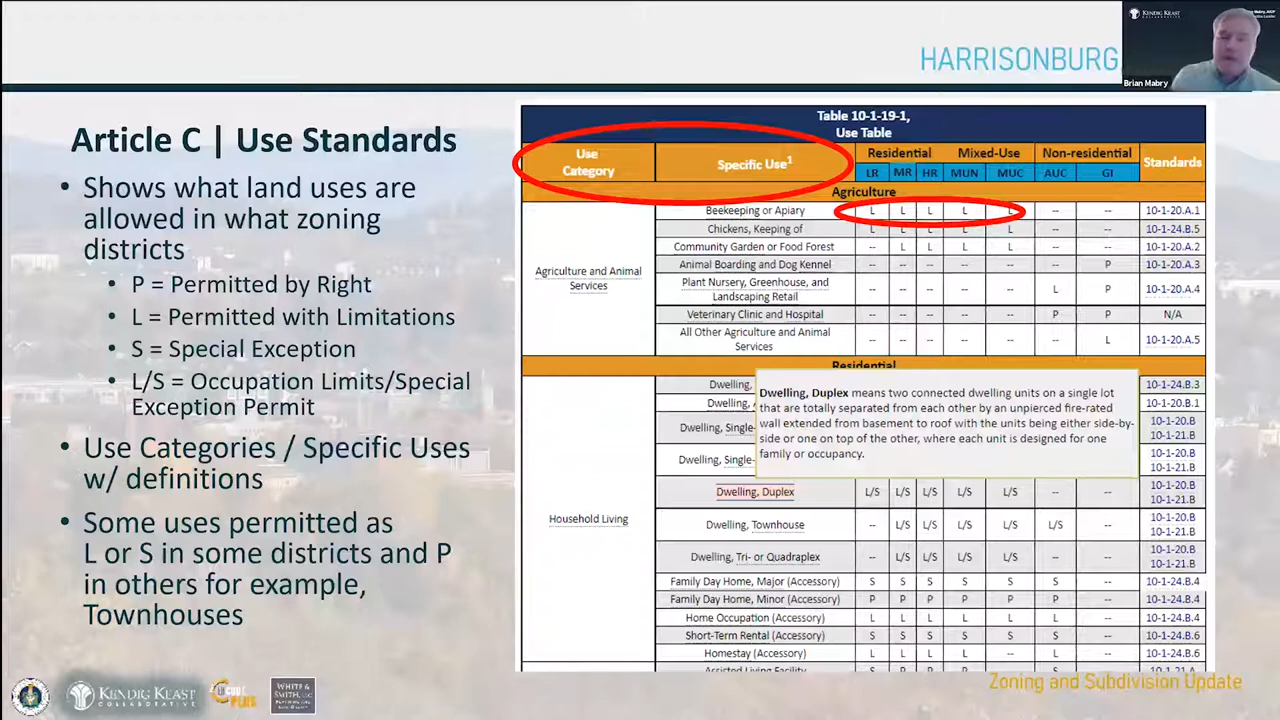 HARRISONBURG
KENDIG KEAST
COLLABORATIVE
Brian Mabry
Article C | Use Standards
• Shows what land uses are
allowed in what zoning
districts
• P = Permitted by Right
• L = Permitted with Limitations
• S = Special Exception
• L/S = Occupation Limits/Special
Exception Permit
• Use Categories / Specific Uses
w/ definitions
• Some uses permitted as
L or S in some districts and P
in others for example,
Townhouses
Table 10-1-19-1,
Use Table
Use
Category
Specific Use1
Residential Mixed-Use Non-residential Standards
LR MR HR MUN MUC AUC GI
Agriculture
Agriculture and Animal
Services
Beekeeping or Apiary L L L L L -- -- 10-1-20.A.1
Chickens, Keeping of L L L L L -- -- 10-1-24.B.5
Community Garden or Food Forest -- L L L L -- -- 10-1-20.A.2
Animal Boarding and Dog Kennel -- -- -- -- -- -- P 10-1-20.A.3
Plant Nursery, Greenhouse, and
Landscaping Retail -- -- -- -- -- L P 10-1-20.A.4
Veterinary Clinic and Hospital -- -- -- -- -- P P N/A
All Other Agriculture and Animal
Services -- -- -- -- -- -- L 10-1-20.A.5
Residential
Household Living
Dwelling, 10-1-24.B.3
Dwelling, 10-1-20.B.1
Dwelling, Single- 10-1-20.B
10-1-21.B
Dwelling, Single- 10-1-20.B
10-1-21.B
Dwelling, Duplex means two connected dwelling units on a single lot
that are totally separated from each other by an unpierced fire-rated
wall extended from basement to roof with the units being either side-by-
side or one on top of the other, where each unit is designed for one
family or occupancy.
Dwelling, Duplex L/S L/S L/S L/S L/S -- -- 10-1-20.B
10-1-21.B
Dwelling, Townhouse -- L/S L/S L/S L/S L/S -- 10-1-20.B
10-1-21.B
Dwelling, Tri- or Quadraplex -- L/S L/S L/S L/S -- -- 10-1-20.B
10-1-21.B
Family Day Home, Major (Accessory) S S S S S S -- 10-1-24.B.4
Family Day Home, Minor (Accessory) P P P P P P -- 10-1-24.B.4
Home Occupation (Accessory) L L L L L L -- 10-1-24.B.4
Short-Term Rental (Accessory) S S S S S S -- 10-1-24.B.6
Homestay (Accessory) L L L L -- -- -- 10-1-24.B.6
Assisted Living Facility S P P P P P -- 10-1-21.A
KENDIG KEAST
COLLABORATIVE
WHITE &
SMITH, LLC
Zoning and Subdivision Update